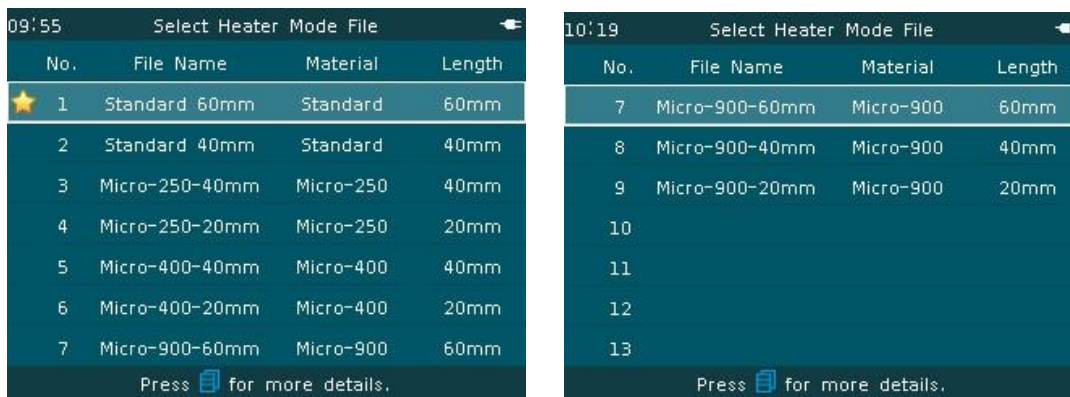 09:55 Select Heater Mode File
No. File Name Material Length
1 Standard 60mm Standard 60mm
2 Standard 40mm Standard 40mm
3 Micro-250-40mm Micro-250 40mm
4 Micro-250-20mm Micro-250 20mm
5 Micro-400-40mm Micro-400 40mm
6 Micro-400-20mm Micro-400 20mm
7 Micro-900-60mm Micro-900 60mm
Press for more details.
10:19 Select Heater Mode File
No. File Name Material Length
7 Micro-900-60mm Micro-900 60mm
8 Micro-900-40mm Micro-900 40mm
9 Micro-900-20mm Micro-900 20mm
10
11
12
13
Press for more details.